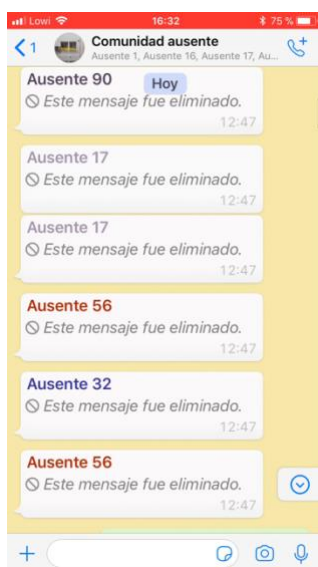 Lowi 16:32 75 %
1 Comunidad ausente
Ausente 1, Ausente 16, Ausente 17, Au...
Ausente 90 Hoy
Este mensaje fue eliminado.
12:47
Ausente 17
Este mensaje fue eliminado.
12:47
Ausente 17
Este mensaje fue eliminado.
12:47
Ausente 56
Este mensaje fue eliminado.
12:47
Ausente 32
Este mensaje fue eliminado.
12:47
Ausente 56
Este mensaje fue eliminado.
12:47